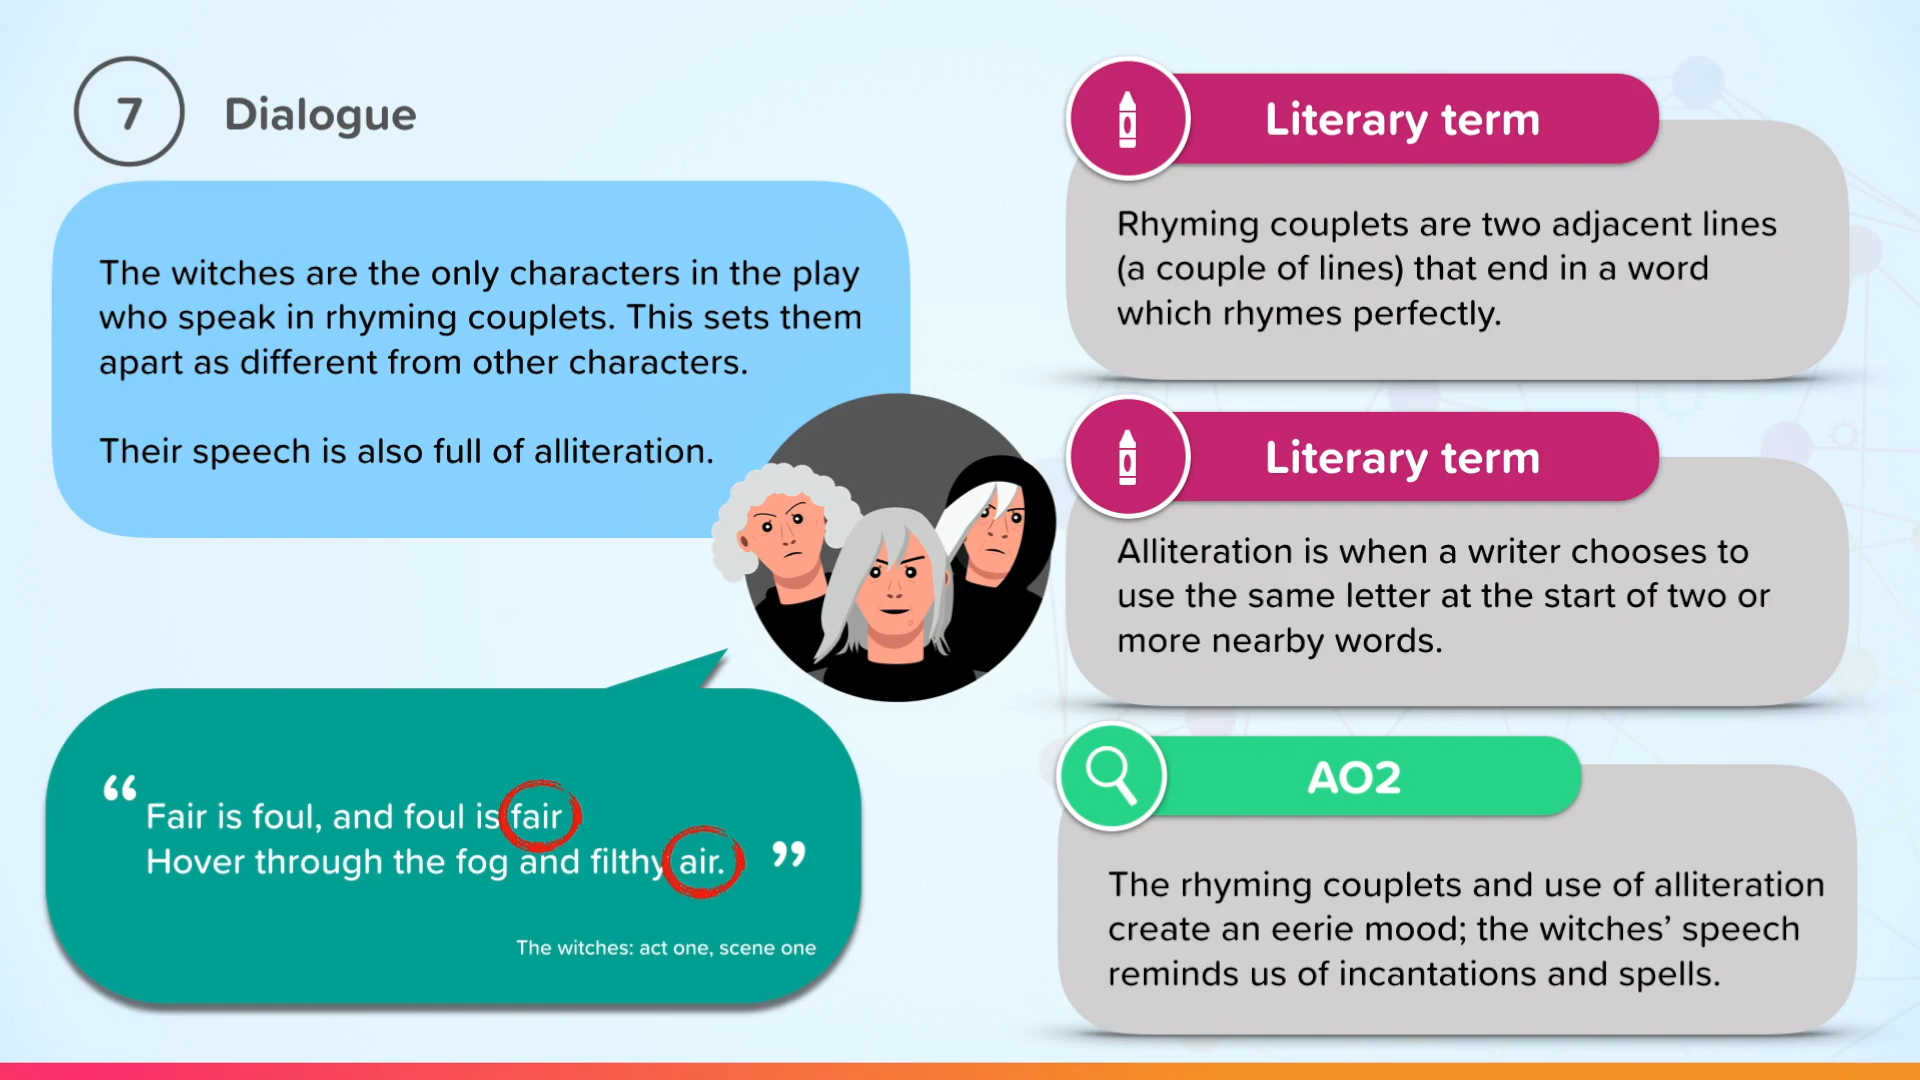 7
Dialogue
The witches are the only characters in the play
who speak in rhyming couplets. This sets them
apart as different from other characters.
Their speech is also full of alliteration.
“ Fair is foul, and foul is fair
Hover through the fog and filthy air. ”
The witches: act one, scene one
Literary term
Rhyming couplets are two adjacent lines
(a couple of lines) that end in a word
which rhymes perfectly.
Literary term
Alliteration is when a writer chooses to
use the same letter at the start of two or
more nearby words.
AO2
The rhyming couplets and use of alliteration
create an eerie mood; the witches’ speech
reminds us of incantations and spells.